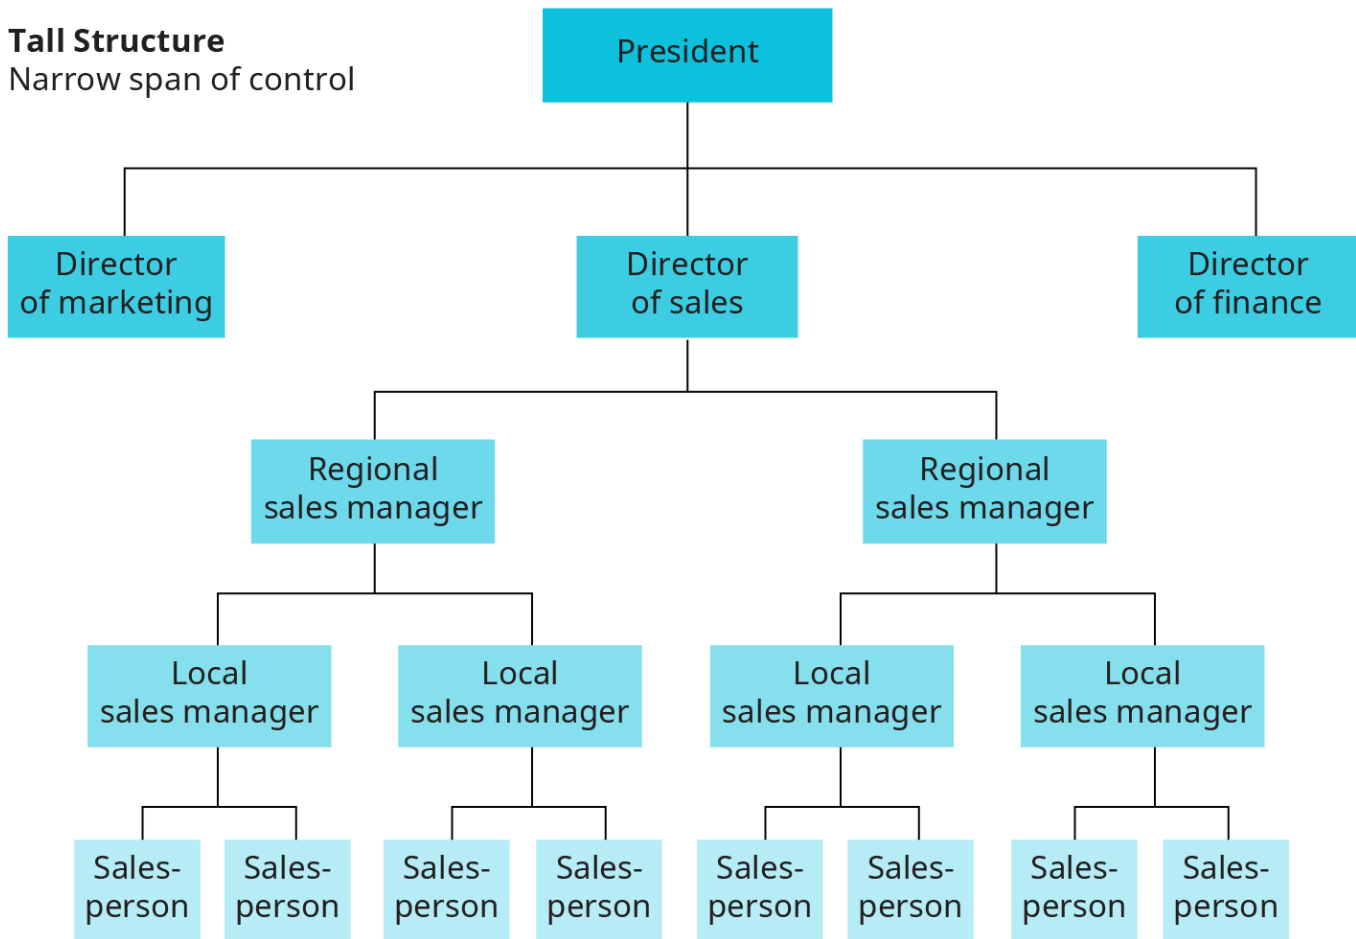 Tall Structure
Narrow span of control
President
Director
of marketing
Director
of sales
Director
of finance
Regional
sales manager
Regional
sales manager
Local
sales manager
Local
sales manager
Local
sales manager
Local
sales manager
Sales-
person
Sales-
person
Sales-
person
Sales-
person
Sales-
person
Sales-
person
Sales-
person
Sales-
person